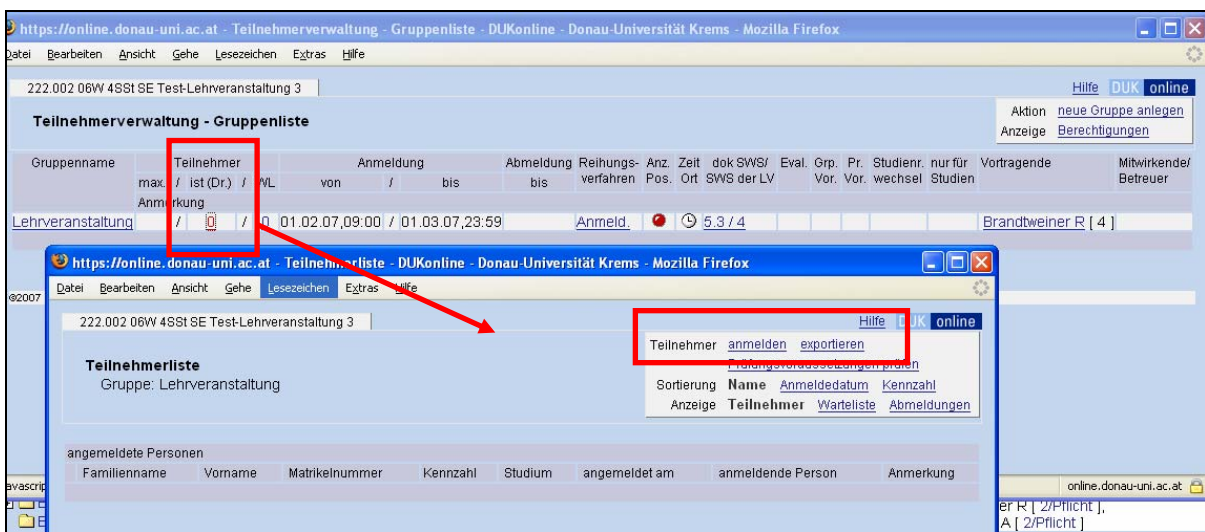 https://online.donau-uni.ac.at - Teilnehmerverwaltung - Gruppenliste - DUKonline - Donau-Universität Krems - Mozilla Firefox
Datei Bearbeiten Ansicht Gehe Lesezeichen Extras Hilfe
222.002 06W 4SSt SE Test-Lehrveranstaltung 3
Hilfe DUK online
Teilnehmerverwaltung - Gruppenliste
Aktion neue Gruppe anlegen
Anzeige Berechtigungen
Gruppenname Teilnehmer Anmeldung Abmeldung Reihungs- Anz. Zeit dok SWS/ Eval. Grp. Pr. Studienr. nur für Vortragende Mitwirkende/
max. / ist (Dr.) / WL von / bis bis verfahren Pos. Ort SWS der LV Vor. Vor. wechsel Studien Betreuer
Anmerkung
Lehrveranstaltung / 0 / 0 01.02.07,09:00 / 01.03.07,23:59 Anmeld. 5.3 / 4 Brandtweiner R [ 4 ]
©2007
https://online.donau-uni.ac.at - Teilnehmerliste - DUKonline - Donau-Universität Krems - Mozilla Firefox
Datei Bearbeiten Ansicht Gehe Lesezeichen Extras Hilfe
222.002 06W 4SSt SE Test-Lehrveranstaltung 3
Hilfe DUK online
Teilnehmer anmelden exportieren
Prüfungsvoraussetzungen prüfen
Teilnehmerliste
Gruppe: Lehrveranstaltung
Sortierung Name Anmeldedatum Kennzahl
Anzeige Teilnehmer Warteliste Abmeldungen
angemeldete Personen
Familienname Vorname Matrikelnummer Kennzahl Studium angemeldet am anmeldende Person Anmerkung
avascrip
online.donau-uni.ac.at
er R [ 2/Pflicht ],
A [ 2/Pflicht ]